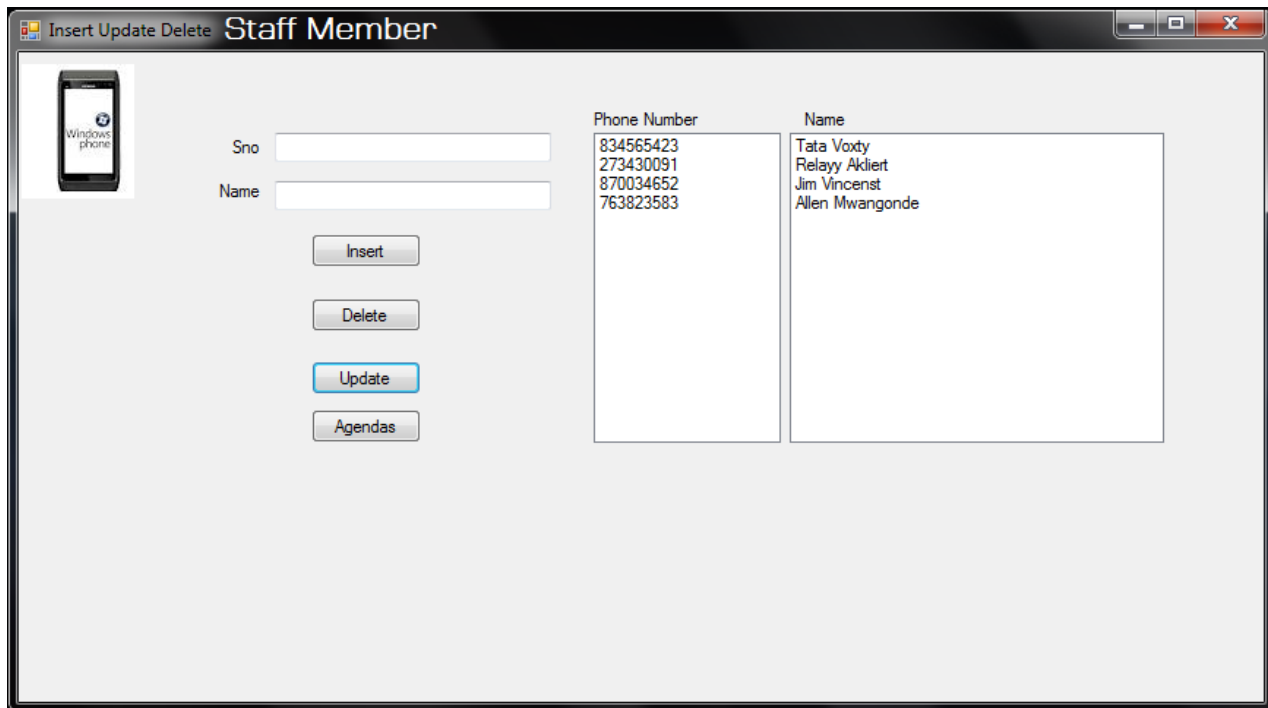 Insert Update Delete Staff Member
Windows
phone
Sno
Name
Insert
Delete
Update
Agendas
Phone Number
834565423
273430091
870034652
763823583
Name
Tata Voxty
Relayy Akliert
Jim Vincenst
Allen Mwangonde